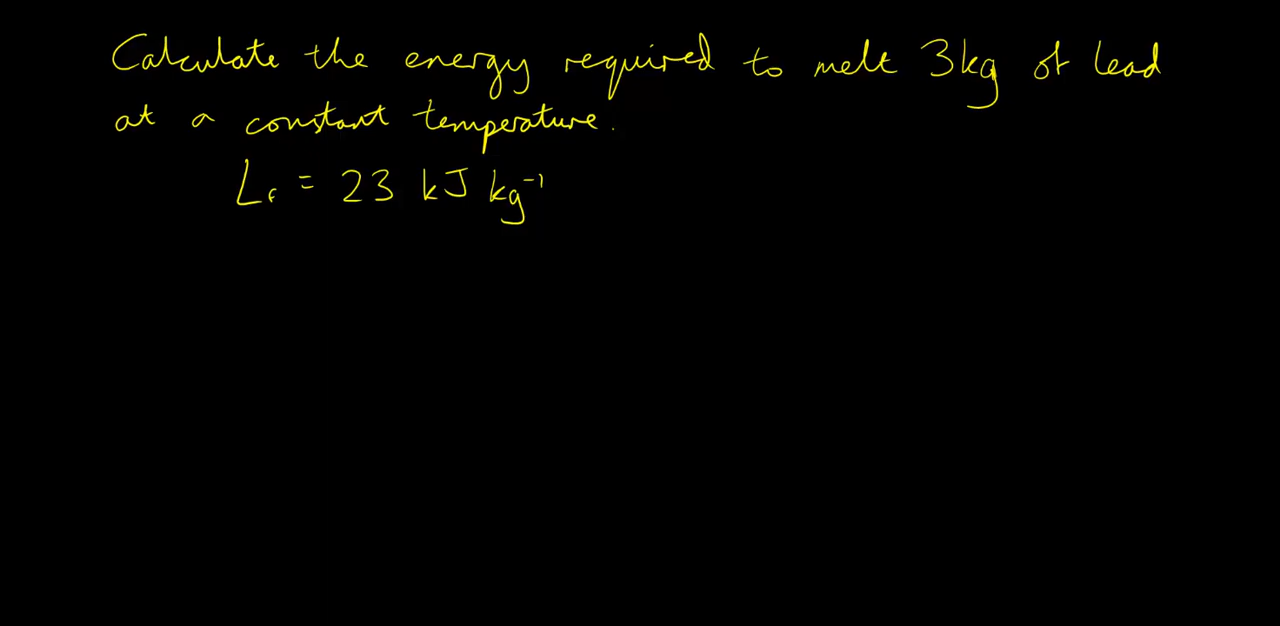 Calculate the energy required to melt 3kg of lead
at a constant temperature.
Lf = 23 kJ kg⁻¹